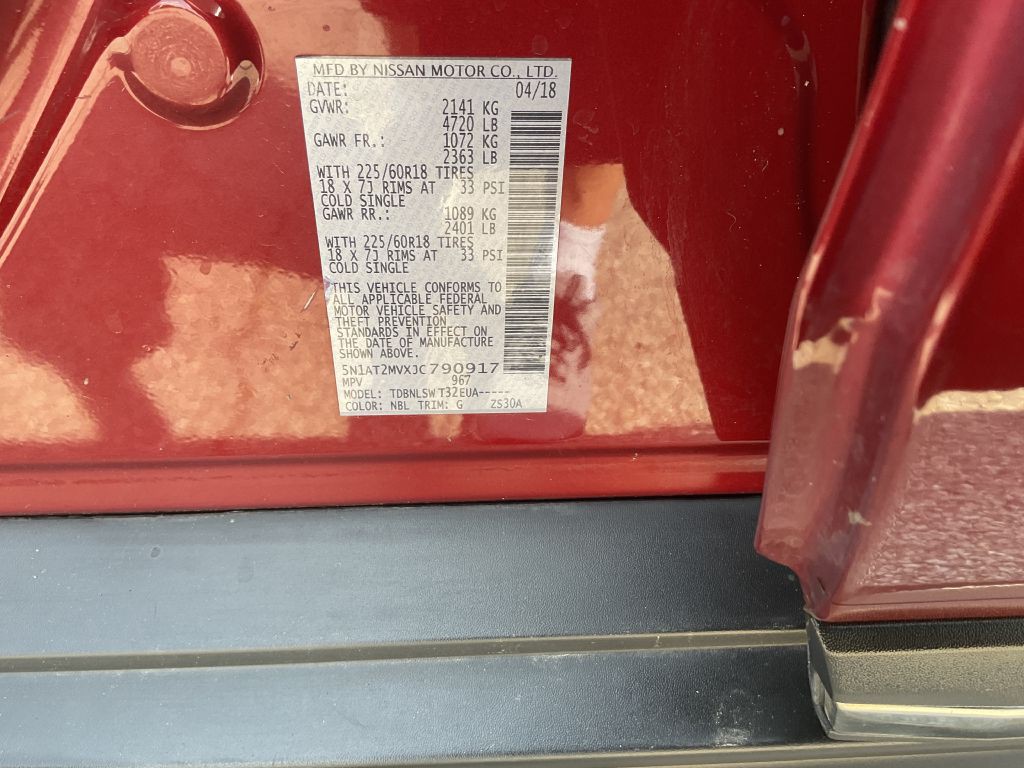 MFD BY NISSAN MOTOR CO., LTD.
DATE: 04/18
GVWR: 2141 KG
4720 LB
GAWR FR.: 1072 KG
2363 LB
WITH 225/60R18 TIRES
18 X 7J RIMS AT 33 PSI
COLD SINGLE
GAWR RR.: 1089 KG
2401 LB
WITH 225/60R18 TIRES
18 X 7J RIMS AT 33 PSI
COLD SINGLE
THIS VEHICLE CONFORMS TO
ALL APPLICABLE FEDERAL
MOTOR VEHICLE SAFETY AND
THEFT PREVENTION
STANDARDS IN EFFECT ON
THE DATE OF MANUFACTURE
SHOWN ABOVE.
5N1AT2MVXJC790917
MPV 967
MODEL: TDBNLSW T32EUA-----
COLOR: NBL TRIM: G ZS30A